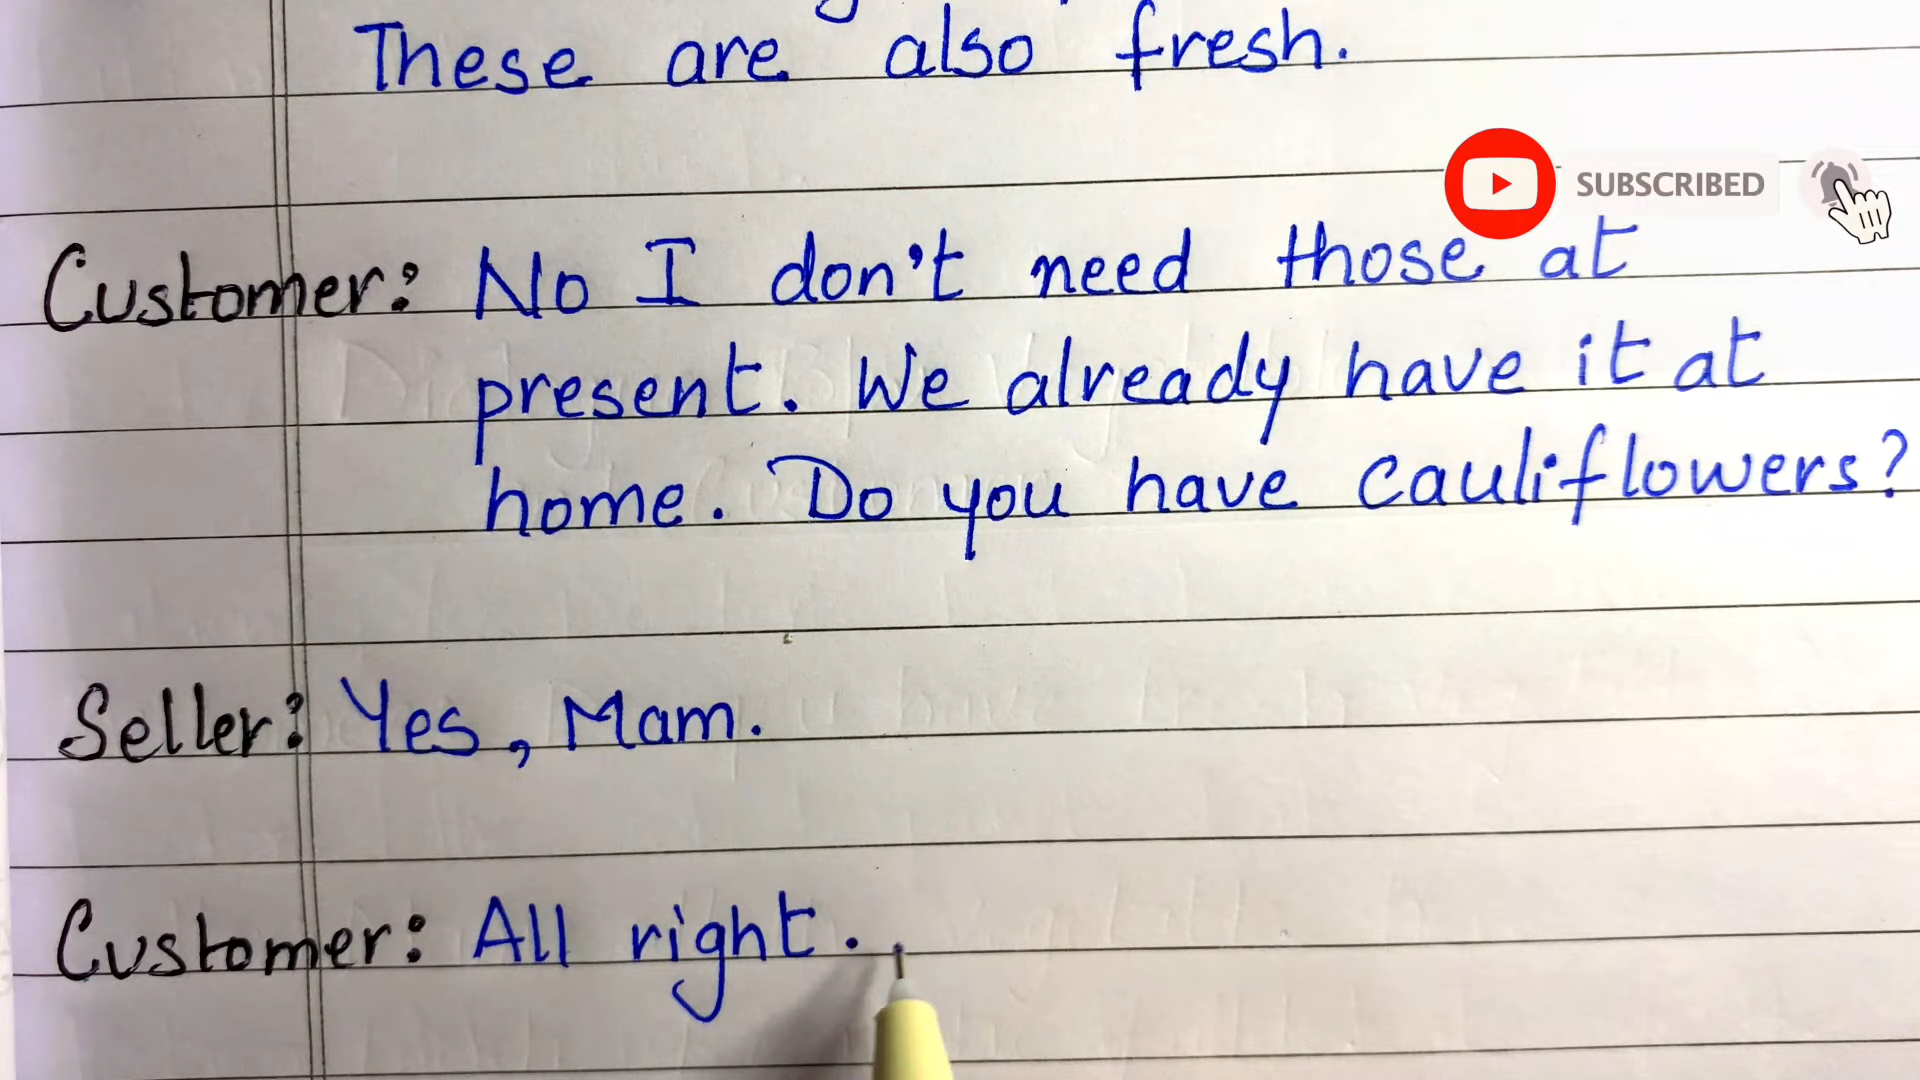 These are also fresh.
SUBSCRIBED
Customer: No I don't need those at
present. We already have it at
home. Do you have cauliflowers?
Seller: Yes, Mam.
Customer: All right.